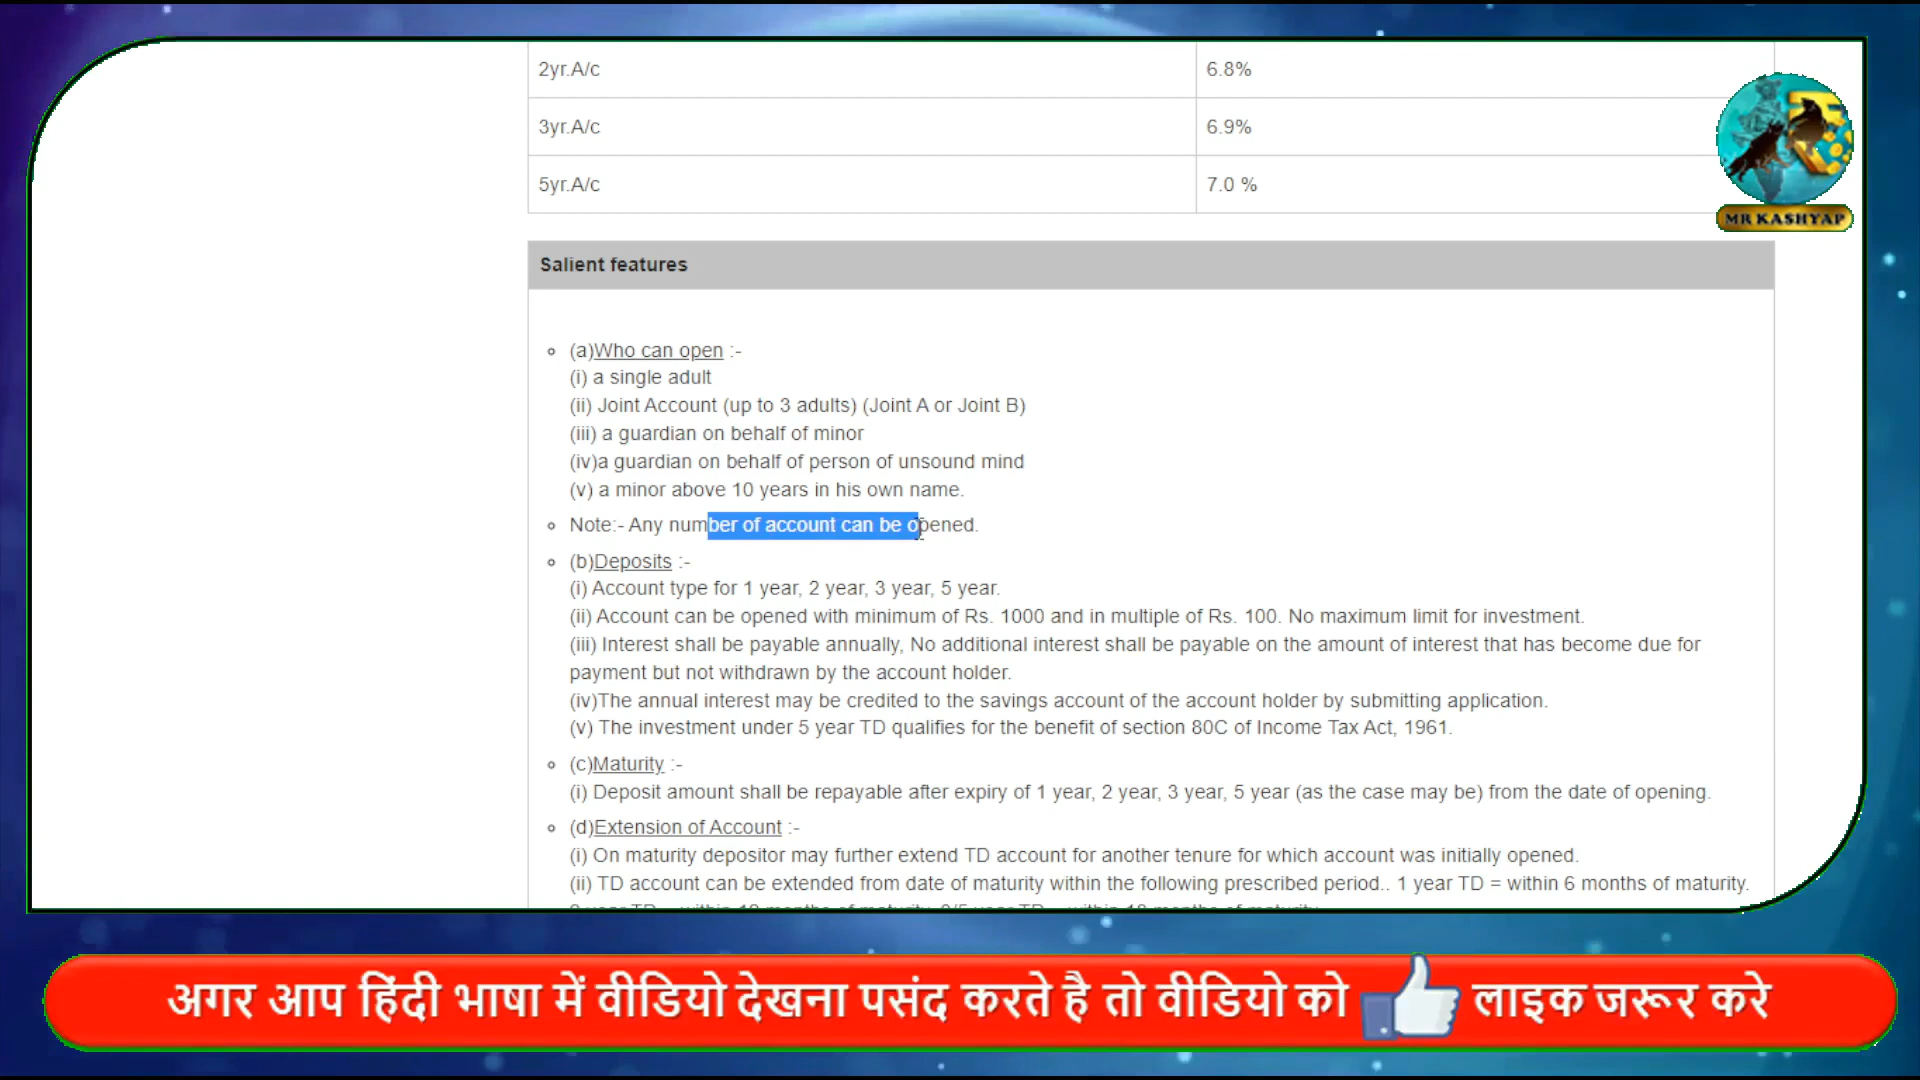 2yr.A/c 6.8%
3yr.A/c 6.9%
5yr.A/c 7.0 %
MR KASHYAP
Salient features
(a)Who can open :-
(i) a single adult
(ii) Joint Account (up to 3 adults) (Joint A or Joint B)
(iii) a guardian on behalf of minor
(iv)a guardian on behalf of person of unsound mind
(v) a minor above 10 years in his own name.
Note:- Any number of account can be opened.
(b)Deposits :-
(i) Account type for 1 year, 2 year, 3 year, 5 year.
(ii) Account can be opened with minimum of Rs. 1000 and in multiple of Rs. 100. No maximum limit for investment.
(iii) Interest shall be payable annually, No additional interest shall be payable on the amount of interest that has become due for
payment but not withdrawn by the account holder.
(iv)The annual interest may be credited to the savings account of the account holder by submitting application.
(v) The investment under 5 year TD qualifies for the benefit of section 80C of Income Tax Act, 1961.
(c)Maturity :-
(i) Deposit amount shall be repayable after expiry of 1 year, 2 year, 3 year, 5 year (as the case may be) from the date of opening.
(d)Extension of Account :-
(i) On maturity depositor may further extend TD account for another tenure for which account was initially opened.
(ii) TD account can be extended from date of maturity within the following prescribed period.. 1 year TD = within 6 months of maturity.
अगर आप हिंदी भाषा में वीडियो देखना पसंद करते है तो वीडियो को लाइक जरूर करे